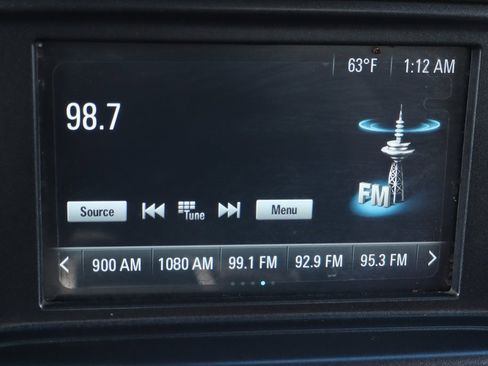 63°F 1:12 AM
98.7
FM
Source Tune Menu
900 AM 1080 AM 99.1 FM 92.9 FM 95.3 FM